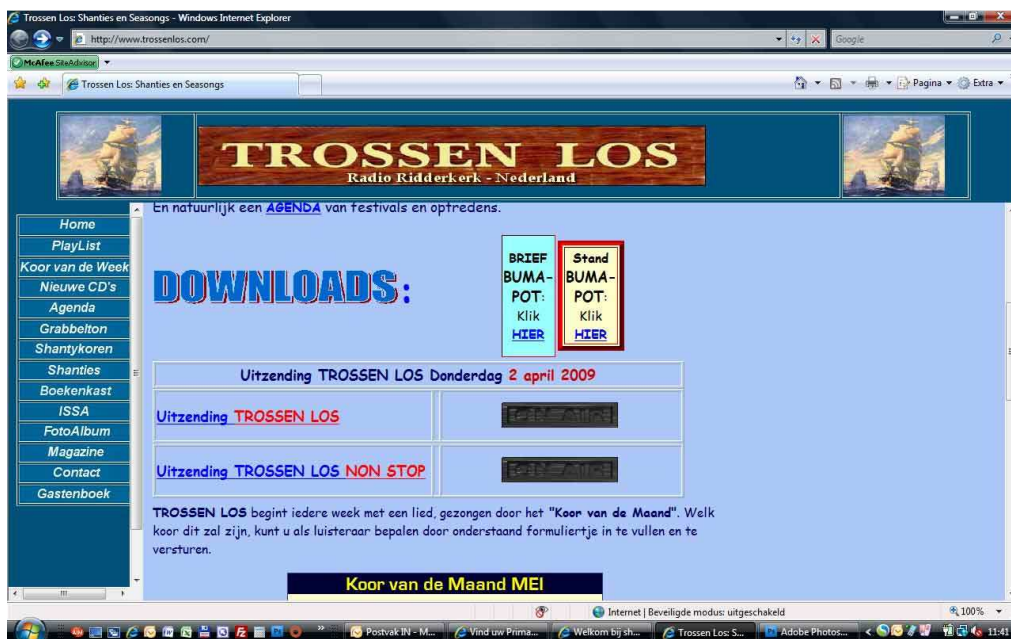 Trossen Los: Shanties en Seasongs - Windows Internet Explorer
http://www.trossenlos.com/
Google
McAfee SiteAdvisor
Trossen Los: Shanties en Seasongs
Pagina
Extra
TROSSEN LOS
Radio Ridderkerk - Nederland
En natuurlijk een AGENDA van festivals en optredens.
Home
PlayList
Koor van de Week
Nieuwe CD's
Agenda
Grabbelton
Shantykoren
Shanties
Boekenkast
ISSA
FotoAlbum
Magazine
Contact
Gastenboek
DOWNLOADS:
BRIEF
BUMA-
POT:
Klik
HIER
Stand
BUMA-
POT:
Klik
HIER
Uitzending TROSSEN LOS Donderdag 2 april 2009
Uitzending TROSSEN LOS
ON AIR
Uitzending TROSSEN LOS NON STOP
ON AIR
TROSSEN LOS begint iedere week met een lied, gezongen door het "Koor van de Maand". Welk
koor dit zal zijn, kunt u als luisteraar bepalen door onderstaand formuliertje in te vullen en te
versturen.
Koor van de Maand MEI
Internet | Beveiligde modus: uitgeschakeld
100%
Postvak IN - M...
Vind uw Prima...
Welkom bij sh...
Trossen Los: S...
Adobe Photos...
11:41